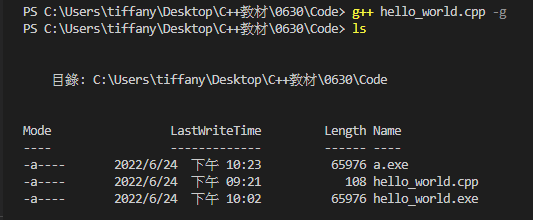 PS C:\Users\tiffany\Desktop\C++教材\0630\Code> g++ hello_world.cpp -g
PS C:\Users\tiffany\Desktop\C++教材\0630\Code> ls
目錄: C:\Users\tiffany\Desktop\C++教材\0630\Code
Mode LastWriteTime Length Name
---- ------------- ------ ----
-a---- 2022/6/24 下午 10:23 65976 a.exe
-a---- 2022/6/24 下午 09:21 108 hello_world.cpp
-a---- 2022/6/24 下午 10:02 65976 hello_world.exe